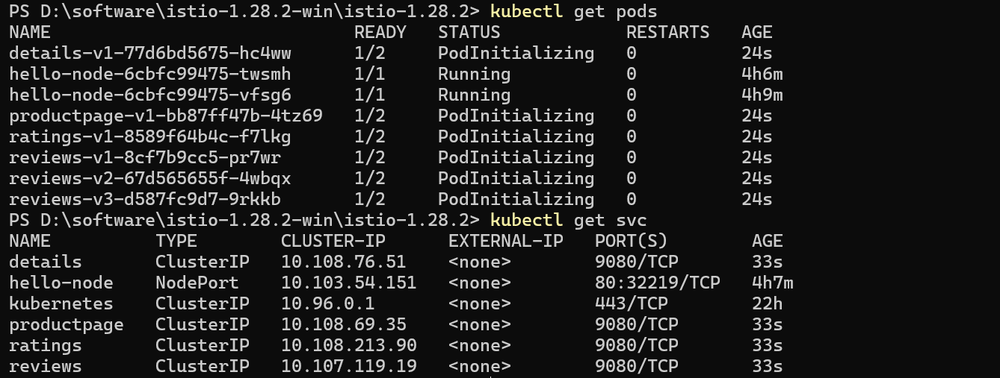 PS D:\software\istio-1.28.2-win\istio-1.28.2> kubectl get pods
NAME                             READY   STATUS            RESTARTS   AGE
details-v1-77d6bd5675-hc4ww      1/2     PodInitializing   0          24s
hello-node-6cbfc99475-twsmh      1/1     Running           0          4h6m
hello-node-6cbfc99475-vfsg6      1/1     Running           0          4h9m
productpage-v1-bb87ff47b-4tz69   1/2     PodInitializing   0          24s
ratings-v1-8589f64b4c-f7lkg      1/2     PodInitializing   0          24s
reviews-v1-8cf7b9cc5-pr7wr       1/2     PodInitializing   0          24s
reviews-v2-67d565655f-4wbqx      1/2     PodInitializing   0          24s
reviews-v3-d587fc9d7-9rkkb       1/2     PodInitializing   0          24s
PS D:\software\istio-1.28.2-win\istio-1.28.2> kubectl get svc
NAME          TYPE        CLUSTER-IP      EXTERNAL-IP   PORT(S)        AGE
details       ClusterIP   10.108.76.51    <none>        9080/TCP       33s
hello-node    NodePort    10.103.54.151   <none>        80:32219/TCP   4h7m
kubernetes    ClusterIP   10.96.0.1       <none>        443/TCP        22h
productpage   ClusterIP   10.108.69.35    <none>        9080/TCP       33s
ratings       ClusterIP   10.108.213.90   <none>        9080/TCP       33s
reviews       ClusterIP   10.107.119.19   <none>        9080/TCP       33s